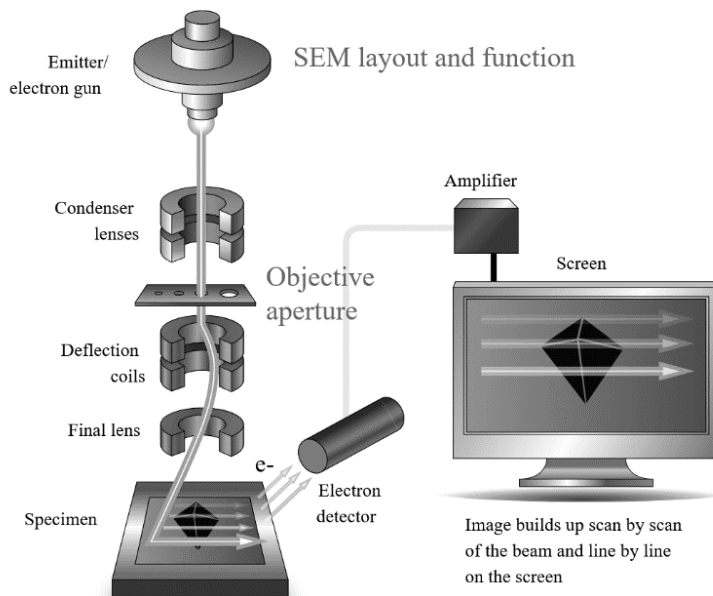 SEM layout and function
Emitter/
electron gun
Condenser
lenses
Objective
aperture
Deflection
coils
Final lens
e-
Specimen
Electron
detector
Amplifier
Screen
Image builds up scan by scan
of the beam and line by line
on the screen